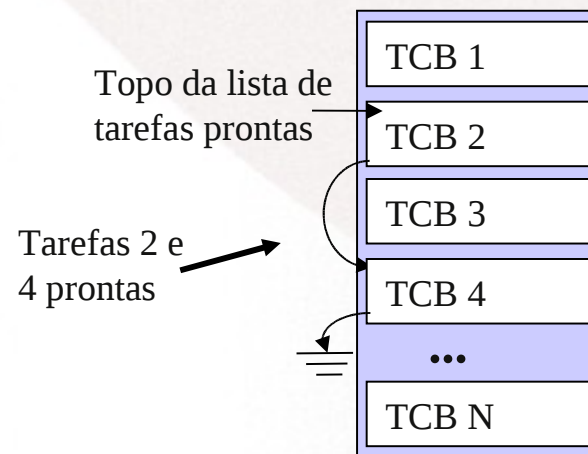 TCB 1
Topo da lista de
tarefas prontas
TCB 2
TCB 3
Tarefas 2 e
4 prontas
TCB 4
...
TCB N